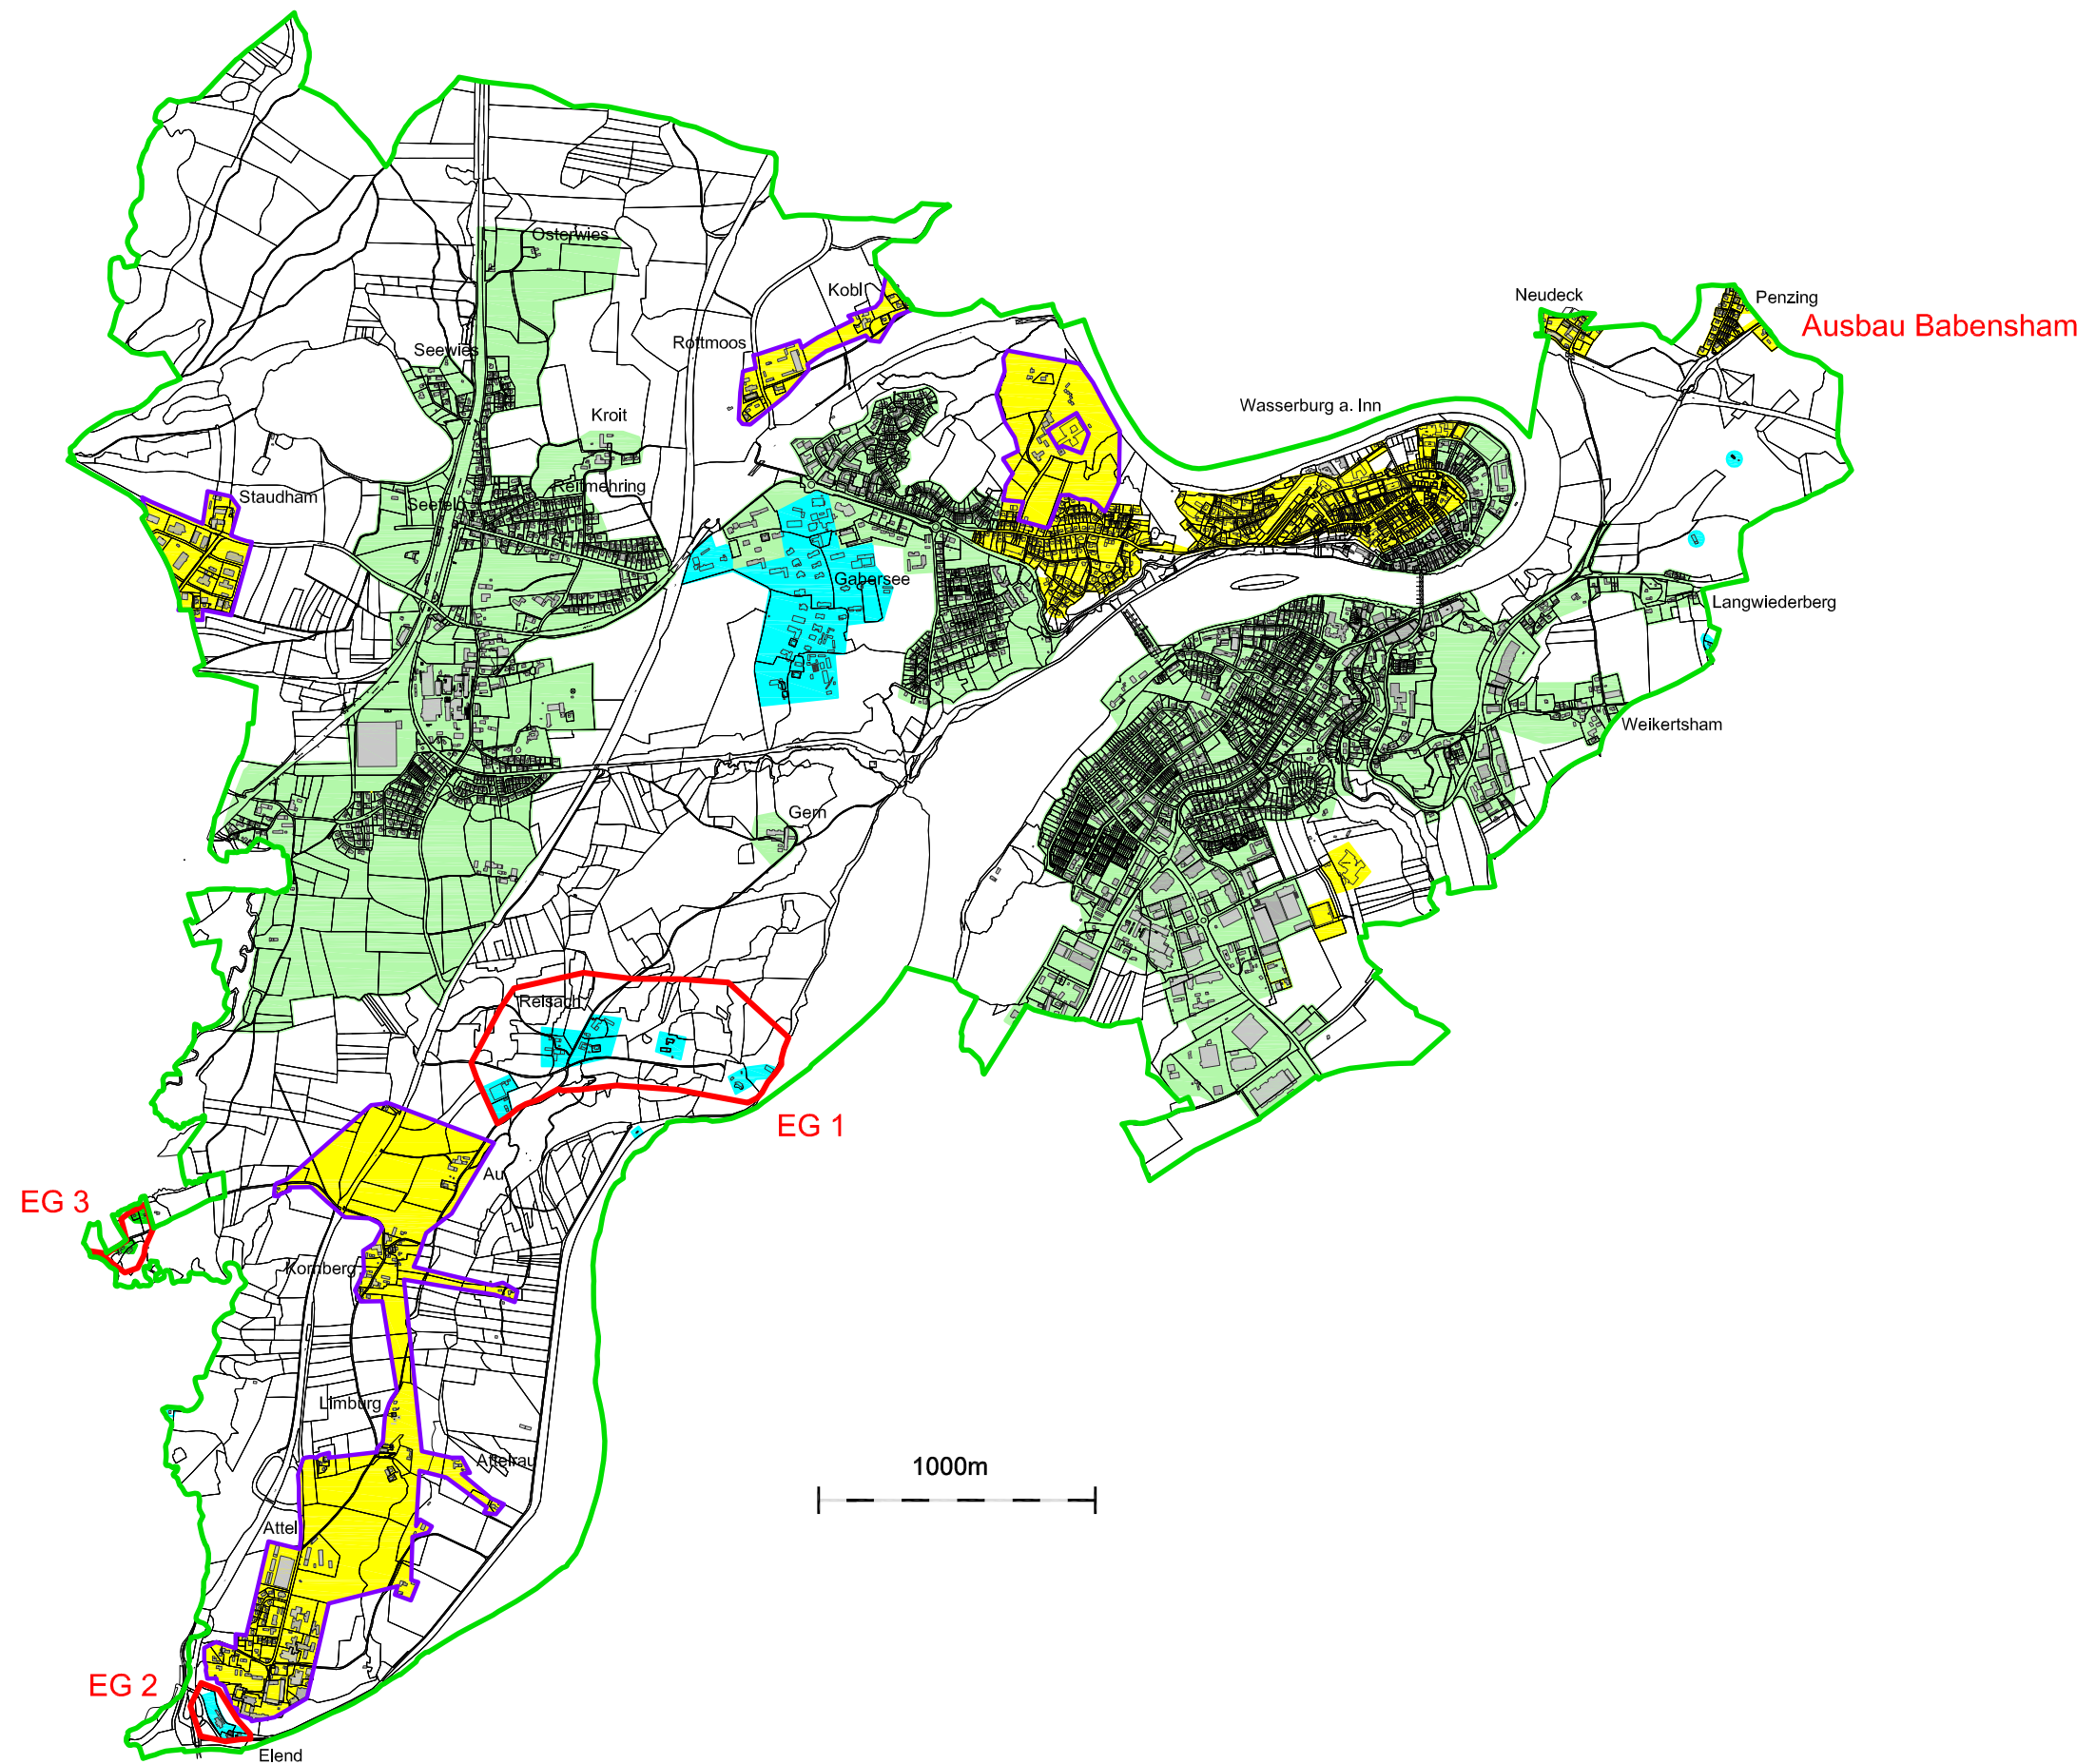 Osterwies
Kobl
Neudeck
Penzing
Ausbau Babensham
Rottmoos
Seewies
Wasserburg a. Inn
Kroit
Reitmehring
Staudham
Seefeld
Gabersee
Langwiederberg
Weikertsham
Gern
Reisach
EG 1
Au
EG 3
Kornberg
Limburg
Attelrau
1000m
Attel
EG 2
Elend